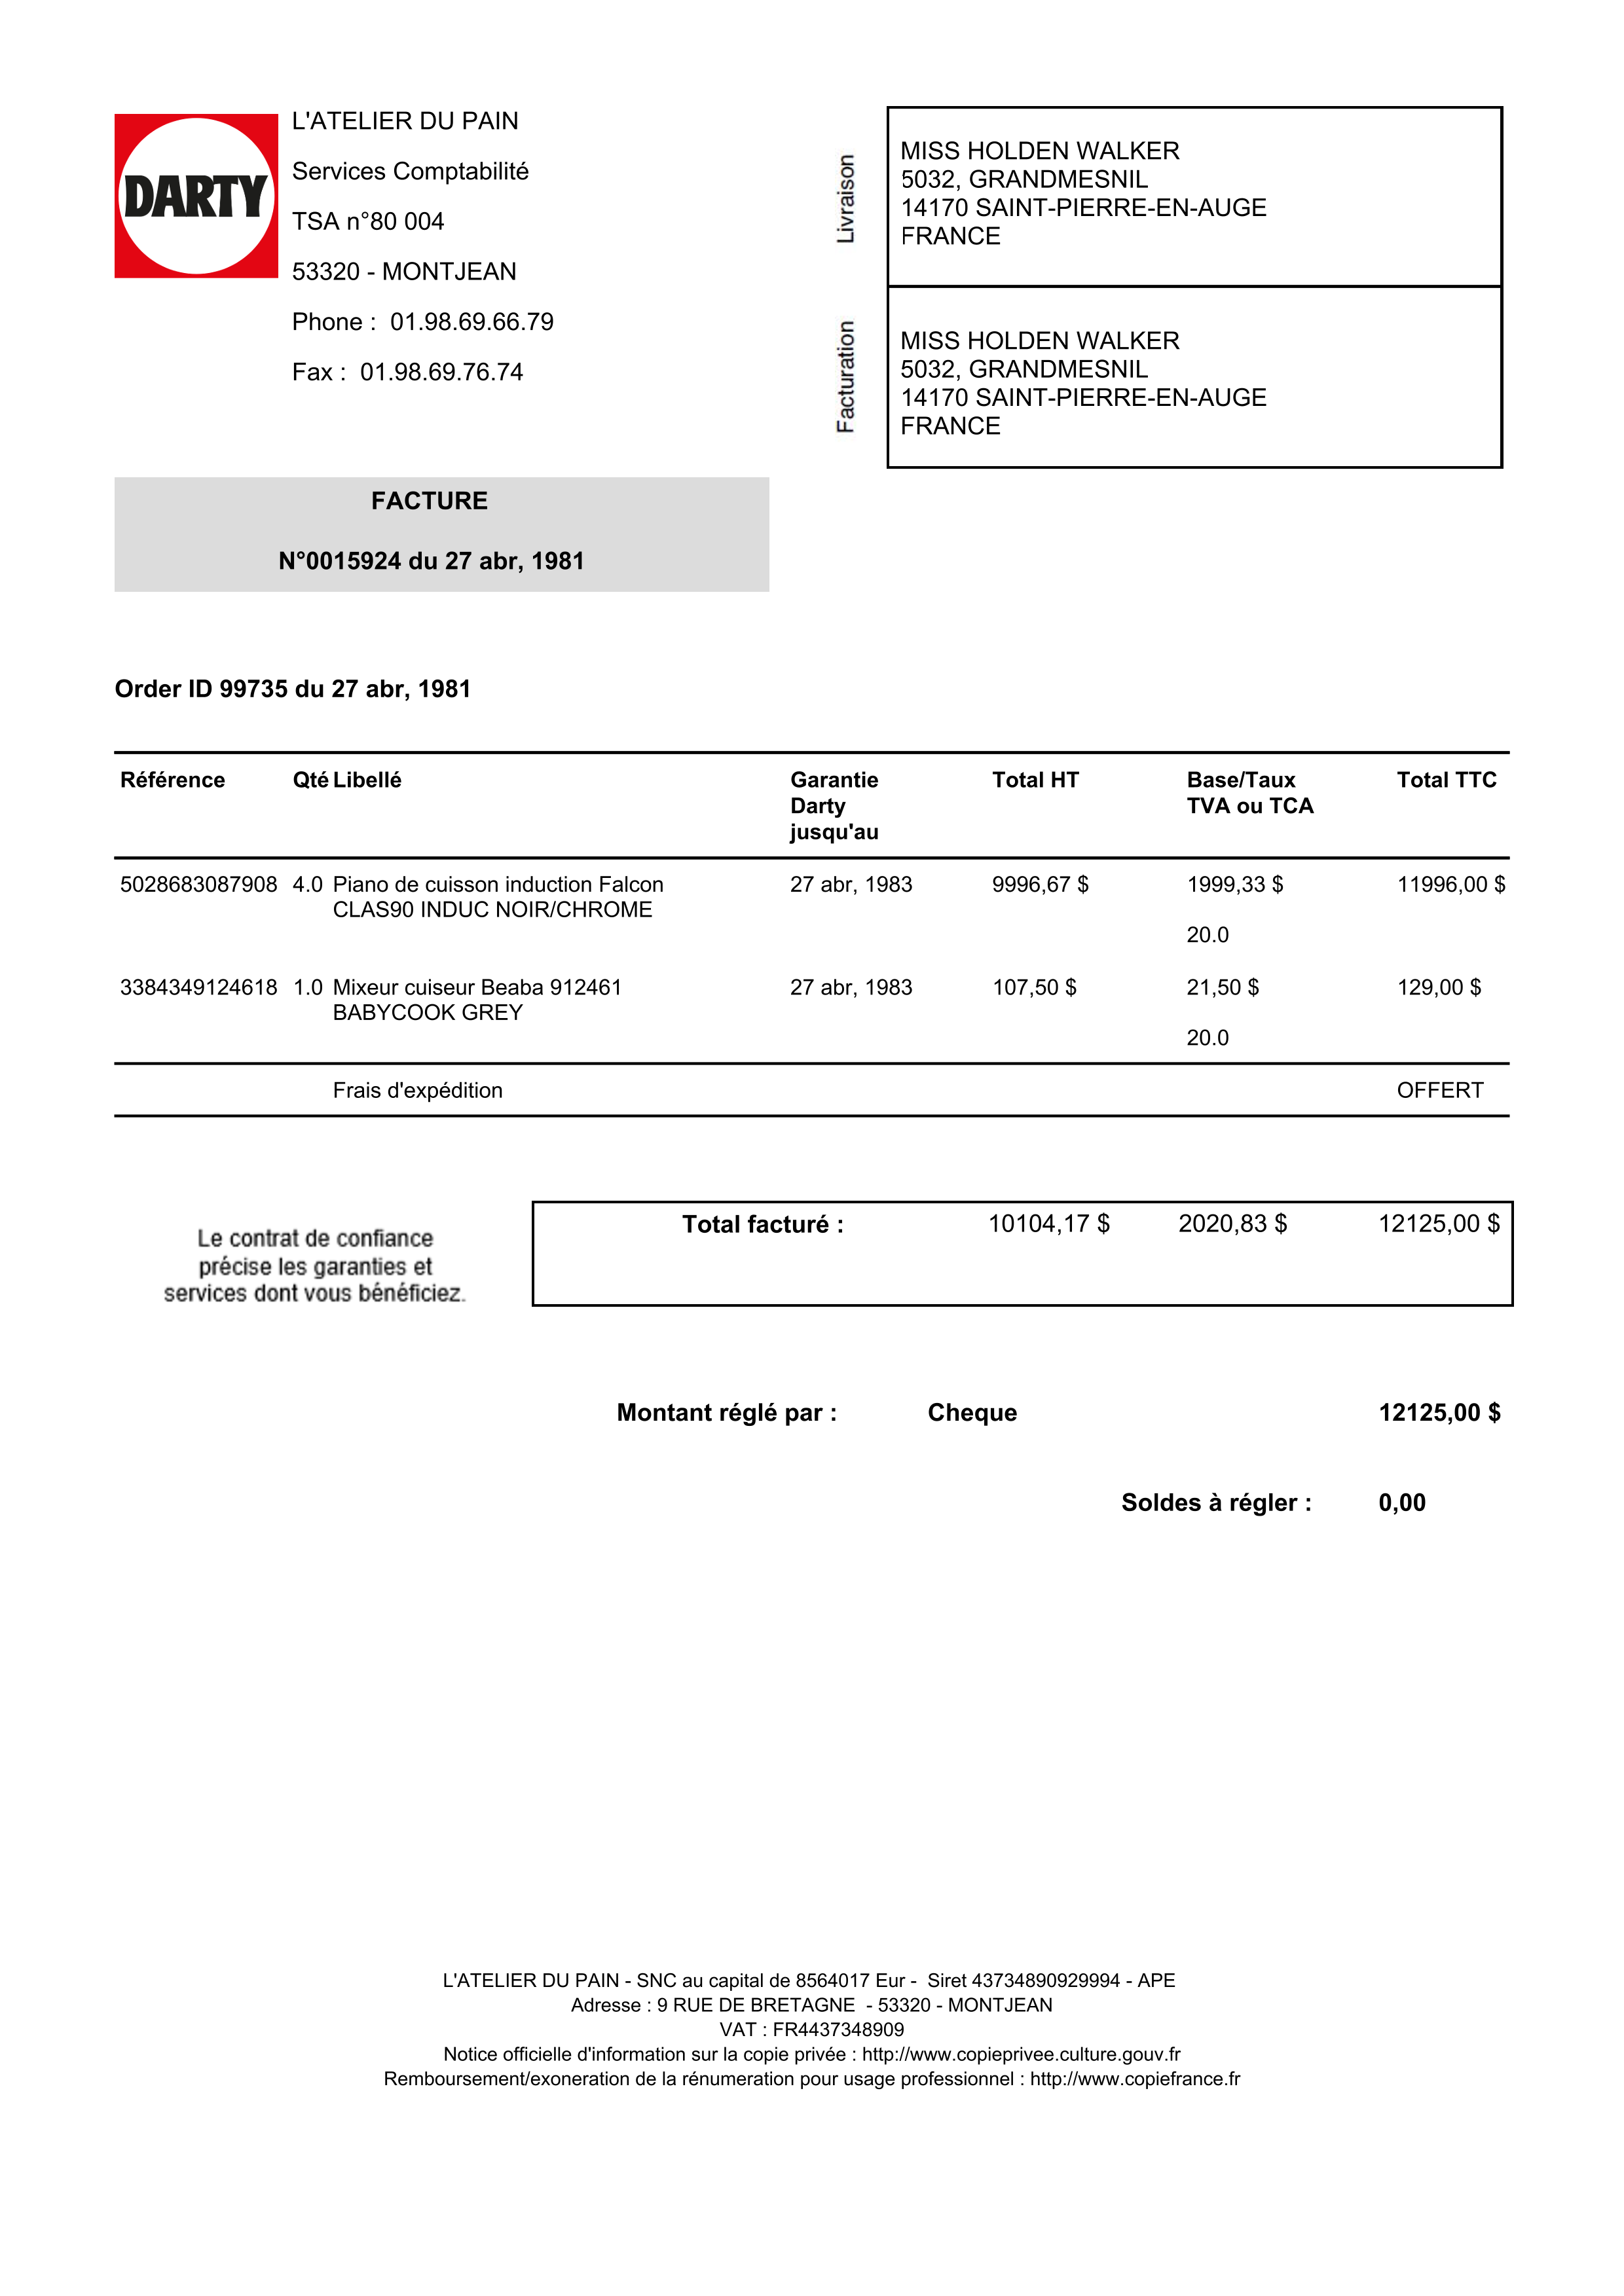 DARTY
L'ATELIER DU PAIN
Services Comptabilité
TSA n°80 004
53320 - MONTJEAN
Phone :  01.98.69.66.79
Fax :  01.98.69.76.74
Livraison
MISS HOLDEN WALKER
5032, GRANDMESNIL
14170 SAINT-PIERRE-EN-AUGE
FRANCE
Facturation
MISS HOLDEN WALKER
5032, GRANDMESNIL
14170 SAINT-PIERRE-EN-AUGE
FRANCE
FACTURE
N°0015924 du 27 abr, 1981
Order ID 99735 du 27 abr, 1981
Référence Qté Libellé Garantie Total HT Base/Taux Total TTC
Darty TVA ou TCA
jusqu'au
5028683087908 4.0 Piano de cuisson induction Falcon 27 abr, 1983 9996,67 $ 1999,33 $ 11996,00 $
CLAS90 INDUC NOIR/CHROME
20.0
3384349124618 1.0 Mixeur cuiseur Beaba 912461 27 abr, 1983 107,50 $ 21,50 $ 129,00 $
BABYCOOK GREY
20.0
Frais d'expédition OFFERT
Le contrat de confiance
précise les garanties et
services dont vous bénéficiez.
Total facturé : 10104,17 $ 2020,83 $ 12125,00 $
Montant réglé par : Cheque 12125,00 $
Soldes à régler : 0,00
L'ATELIER DU PAIN - SNC au capital de 8564017 Eur -  Siret 43734890929994 - APE
Adresse : 9 RUE DE BRETAGNE  - 53320 - MONTJEAN
VAT : FR4437348909
Notice officielle d'information sur la copie privée : http://www.copieprivee.culture.gouv.fr
Remboursement/exoneration de la rénumeration pour usage professionnel : http://www.copiefrance.fr